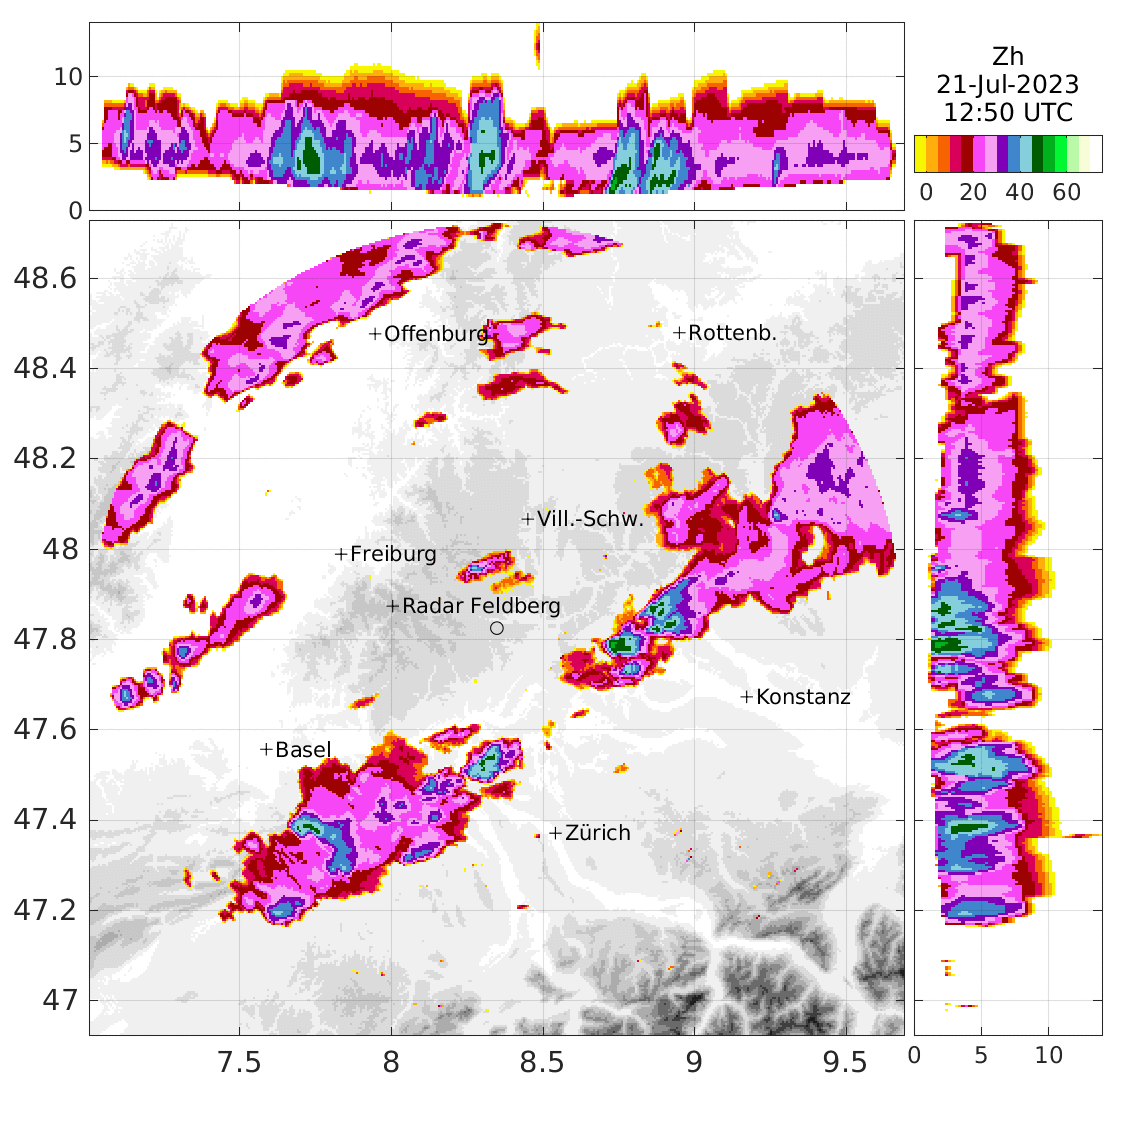 Zh
21-Jul-2023
12:50 UTC
0 20 40 60
10
5
0
48.6
48.4
48.2
48
47.8
47.6
47.4
47.2
47
+Offenburg
+Rottenb.
+Vill.-Schw.
+Freiburg
+Radar Feldberg
+Konstanz
+Basel
+Zürich
7.5 8 8.5 9 9.5
0 5 10